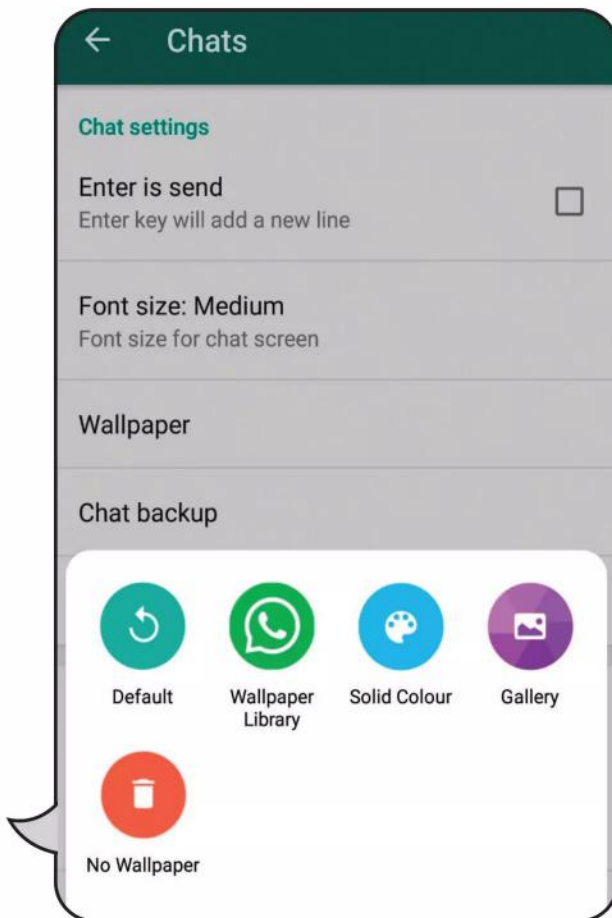 Chats
Chat settings
Enter is send
Enter key will add a new line
Font size: Medium
Font size for chat screen
Wallpaper
Chat backup
Default
Wallpaper
Library
Solid Colour
Gallery
No Wallpaper